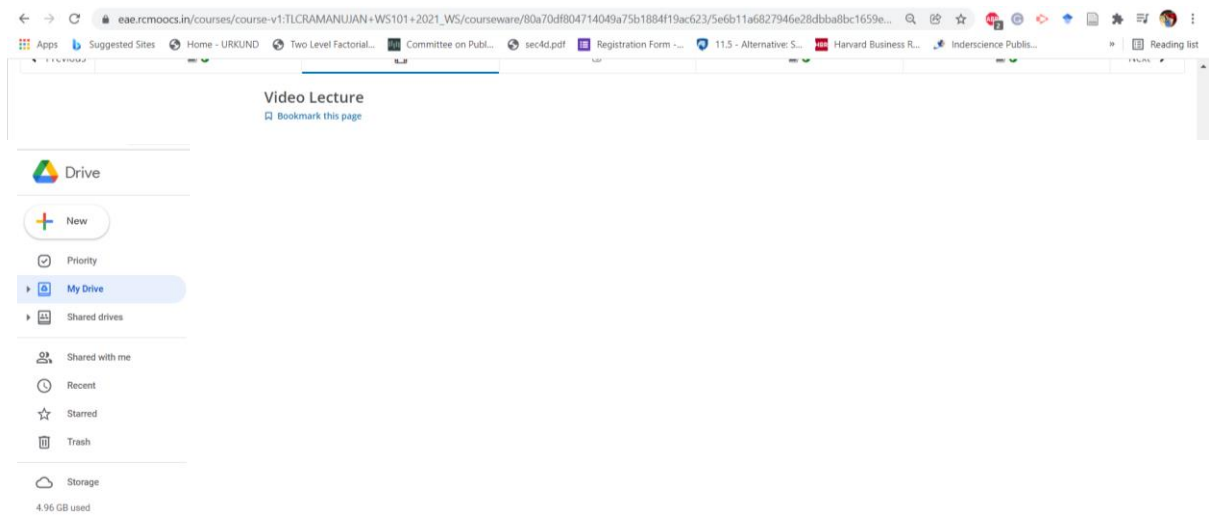 eae.rcmoocs.in/courses/course-v1:TLCRAMANUJAN+WS101+2021_WS/courseware/80a70df804714049a75b1884f19ac623/5e6b11a6827946e28dbba8bc1659e...
Apps Suggested Sites Home - URKUND Two Level Factorial... Committee on Publ... sec4d.pdf Registration Form -... 11.5 - Alternative: S... Harvard Business R... Inderscience Publis... » Reading list
Video Lecture
Bookmark this page
Drive
New
Priority
My Drive
Shared drives
Shared with me
Recent
Starred
Trash
Storage
4.96 GB used